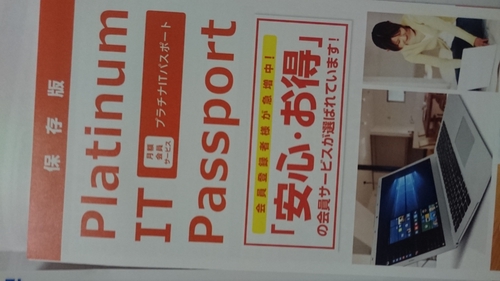 保存版
Platinum
IT
月額
会員
サービス
プラチナITパスポート
Passport
会員登録者様が急増中！
「安心・お得」
の会員サービスが選ばれています！